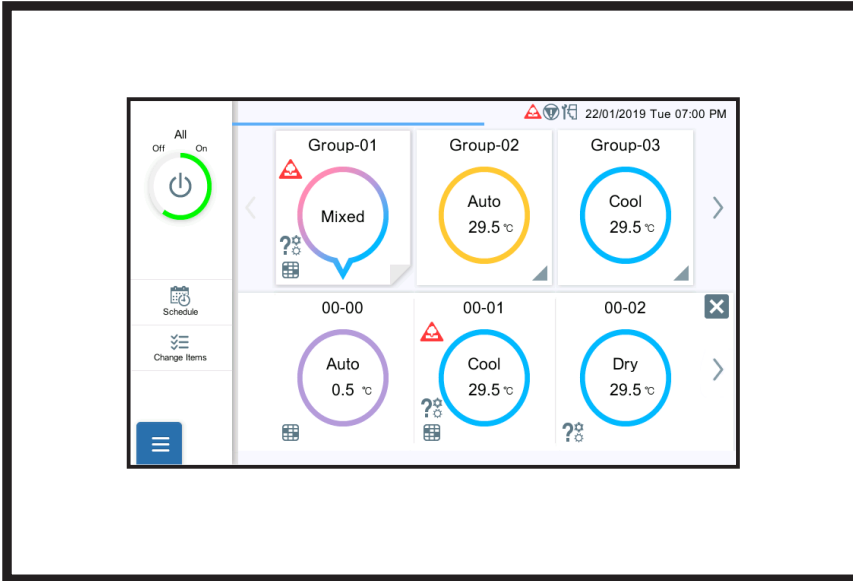 22/01/2019 Tue 07:00 PM
All
Off On
Group-01 Group-02 Group-03
Mixed
Auto
29.5 ℃
Cool
29.5 ℃
Schedule
Change Items
00-00 00-01 00-02
Auto
0.5 ℃
Cool
29.5 ℃
Dry
29.5 ℃